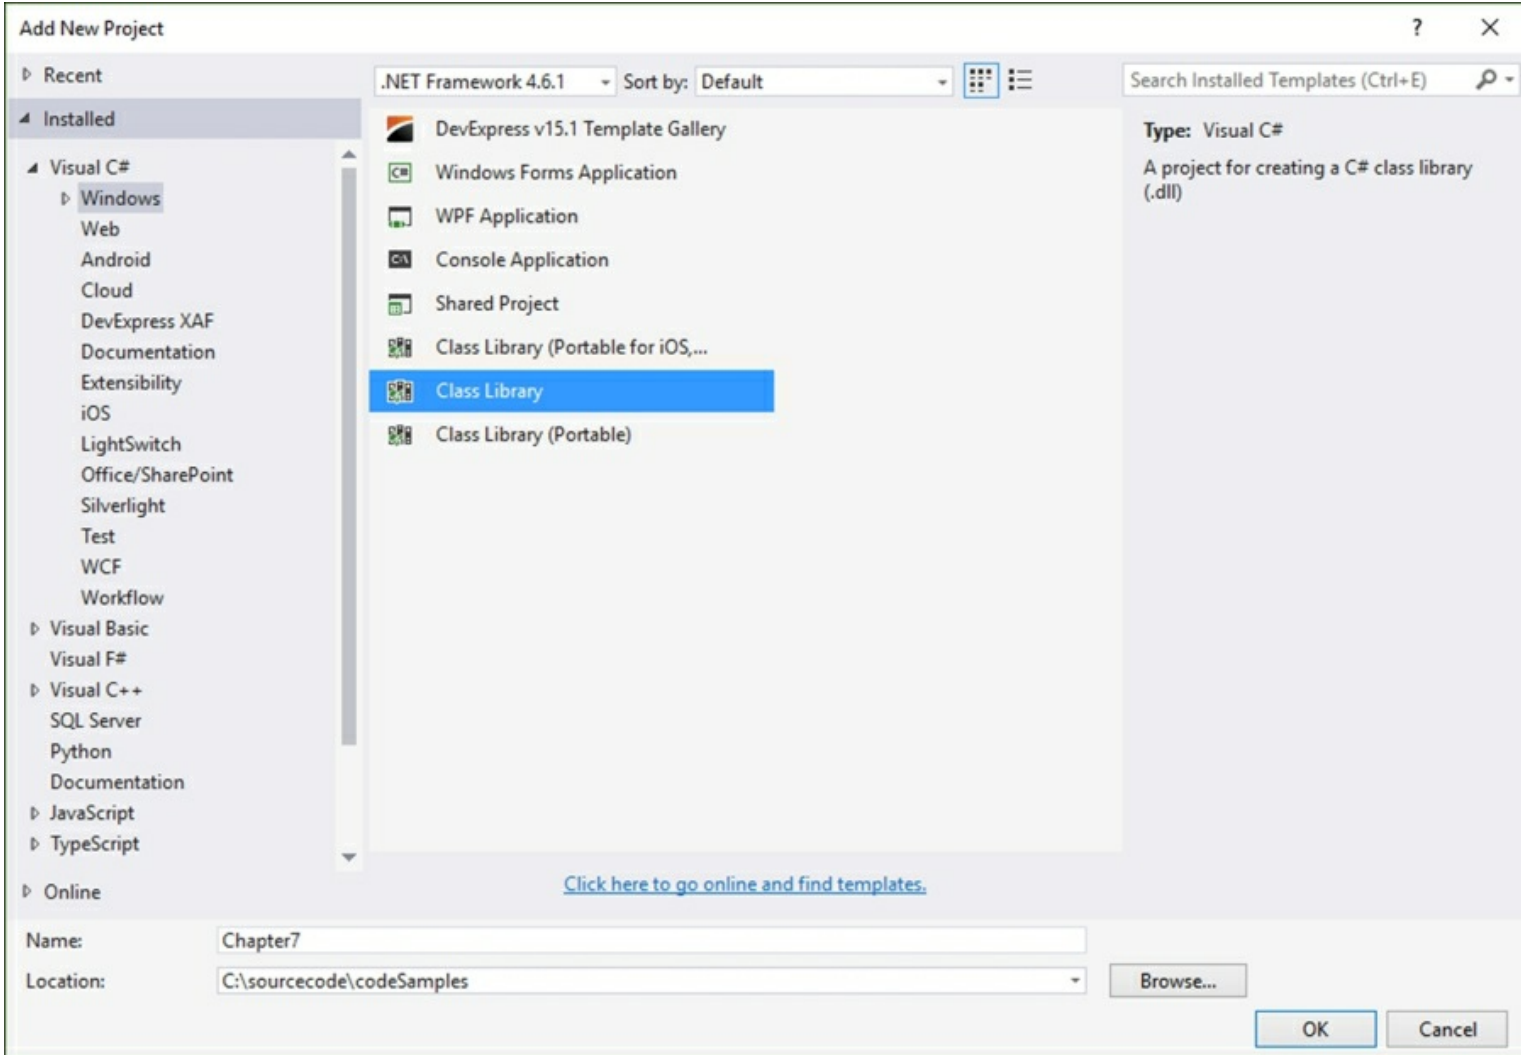 Add New Project
?
Recent
.NET Framework 4.6.1
Sort by:
Default
Search Installed Templates (Ctrl+E)
Installed
Visual C#
Windows
Web
Android
Cloud
DevExpress XAF
Documentation
Extensibility
iOS
LightSwitch
Office/SharePoint
Silverlight
Test
WCF
Workflow
Visual Basic
Visual F#
Visual C++
SQL Server
Python
Documentation
JavaScript
TypeScript
Online
DevExpress v15.1 Template Gallery
C#
Windows Forms Application
WPF Application
C:\
Console Application
Shared Project
Class Library (Portable for iOS,...
Class Library
Class Library (Portable)
Click here to go online and find templates.
Type: Visual C#
A project for creating a C# class library
(.dll)
Name:
Chapter7
Location:
C:\sourcecode\codeSamples
Browse...
OK
Cancel